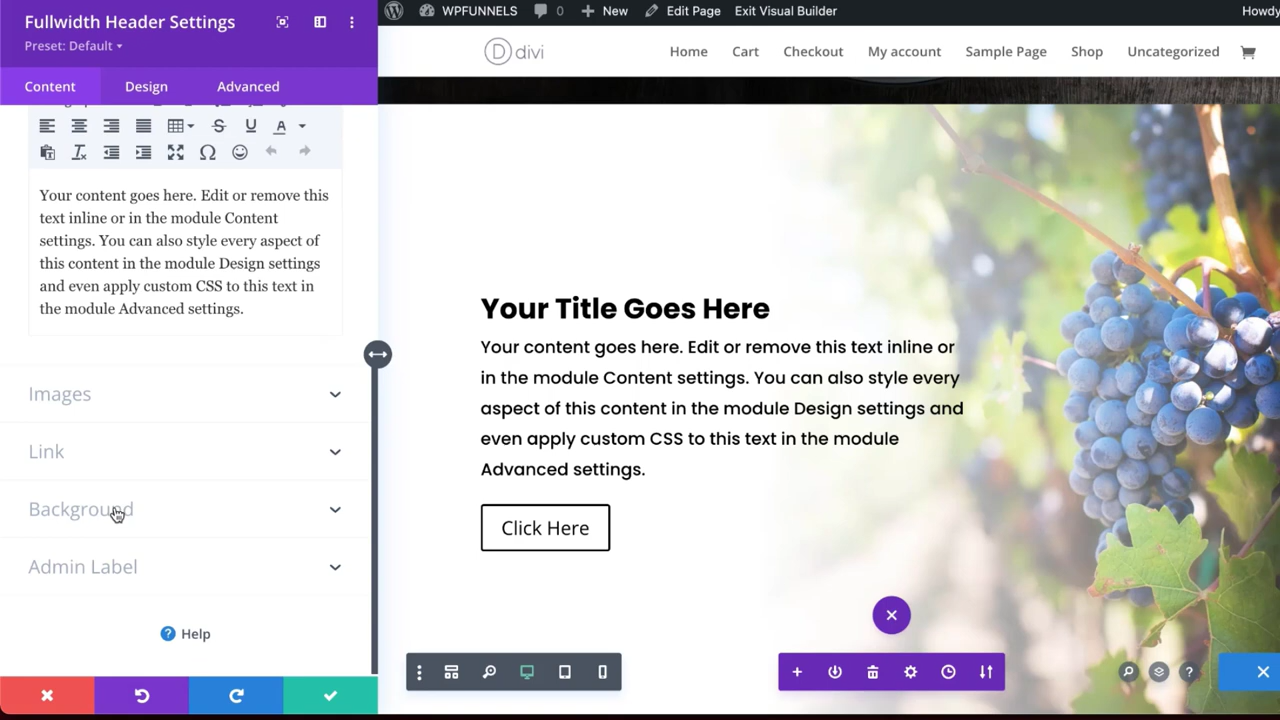 Fullwidth Header Settings
Preset: Default
Content Design Advanced
Your content goes here. Edit or remove this
text inline or in the module Content
settings. You can also style every aspect of
this content in the module Design settings
and even apply custom CSS to this text in
the module Advanced settings.
Images
Link
Background
Admin Label
Help
WPFUNNELS 0 New Edit Page Exit Visual Builder Howdy
divi
Home Cart Checkout My account Sample Page Shop Uncategorized
Your Title Goes Here
Your content goes here. Edit or remove this text inline or
in the module Content settings. You can also style every
aspect of this content in the module Design settings and
even apply custom CSS to this text in the module
Advanced settings.
Click Here